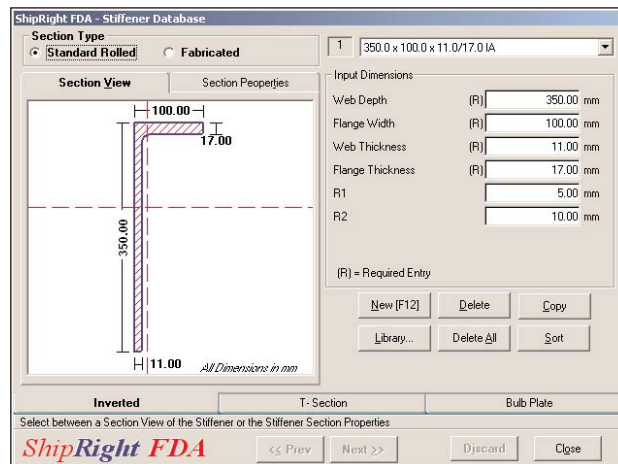 ShipRight FDA - Stiffener Database
Section Type
Standard Rolled
Fabricated
1
350.0 x 100.0 x 11.0/17.0 IA
Section View
Section Peoperties
100.00
17.00
350.00
11.00
All Dimensions in mm
Input Dimensions
Web Depth (R) 350.00 mm
Flange Width (R) 100.00 mm
Web Thickness (R) 11.00 mm
Flange Thickness (R) 17.00 mm
R1 5.00 mm
R2 10.00 mm
(R) = Required Entry
New [F12] Delete Copy
Library... Delete All Sort
Inverted T- Section Bulb Plate
Select between a Section View of the Stiffener or the Stiffener Section Properties
ShipRight FDA
<< Prev Next >> Discard Close